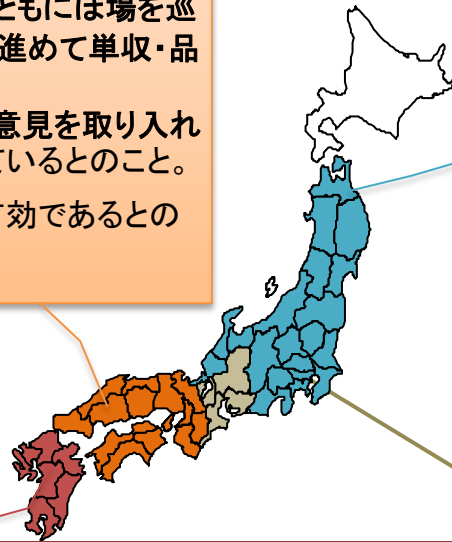 ともには場を巡
進めて単収・品
意見を取り入れ
ているとのこと。
効であるとの